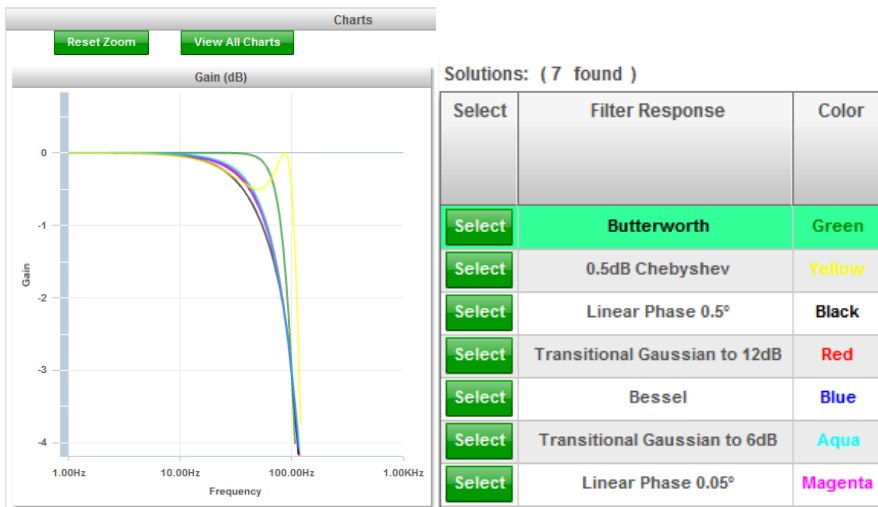 Charts
Reset Zoom View All Charts
Gain (dB)
0
-1
-2
-3
-4
Gain
1.00Hz 10.00Hz 100.00Hz 1.00KHz
Frequency
Solutions: ( 7 found )
Select Filter Response Color
Select Butterworth Green
Select 0.5dB Chebyshev Yellow
Select Linear Phase 0.5° Black
Select Transitional Gaussian to 12dB Red
Select Bessel Blue
Select Transitional Gaussian to 6dB Aqua
Select Linear Phase 0.05° Magenta